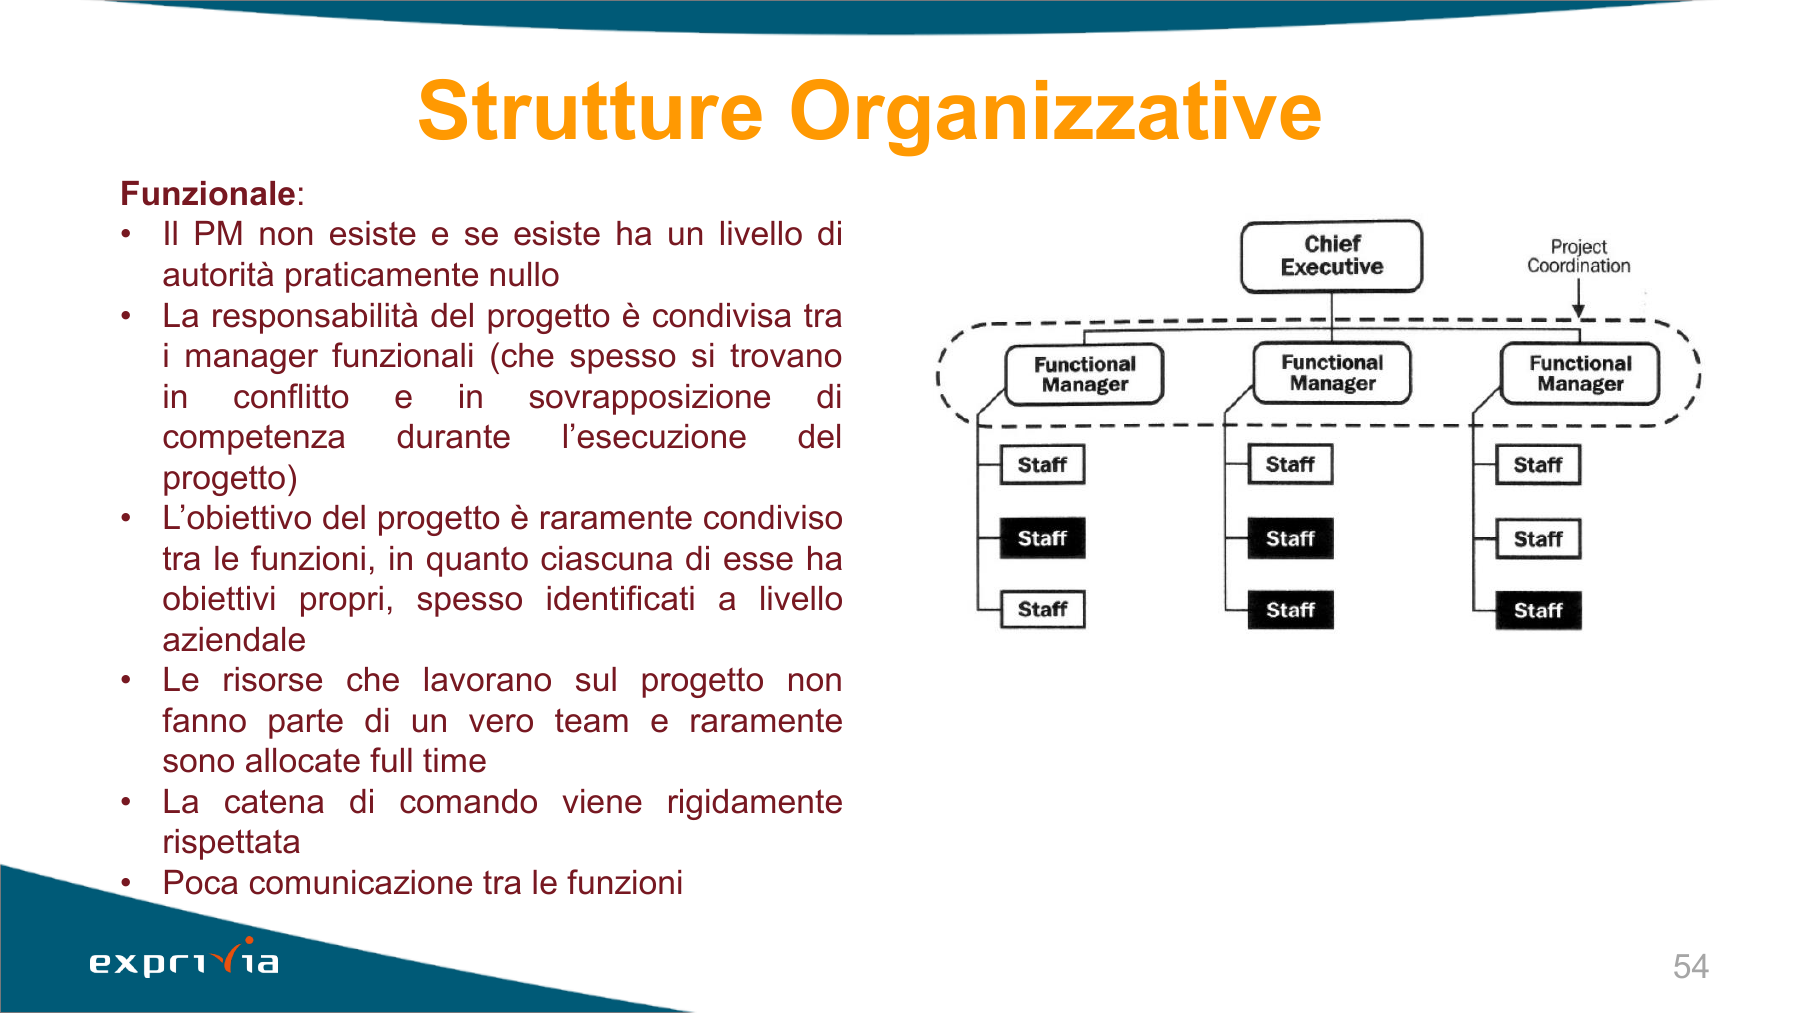 Strutture Organizzative
Funzionale:
• Il PM non esiste e se esiste ha un livello di
autorità praticamente nullo
• La responsabilità del progetto è condivisa tra
i manager funzionali (che spesso si trovano
in conflitto e in sovrapposizione di
competenza durante l’esecuzione del
progetto)
• L’obiettivo del progetto è raramente condiviso
tra le funzioni, in quanto ciascuna di esse ha
obiettivi propri, spesso identificati a livello
aziendale
• Le risorse che lavorano sul progetto non
fanno parte di un vero team e raramente
sono allocate full time
• La catena di comando viene rigidamente
rispettata
• Poca comunicazione tra le funzioni
Chief
Executive
Project
Coordination
Functional
Manager
Functional
Manager
Functional
Manager
Staff
Staff
Staff
Staff
Staff
Staff
Staff
Staff
Staff
exprivia
54